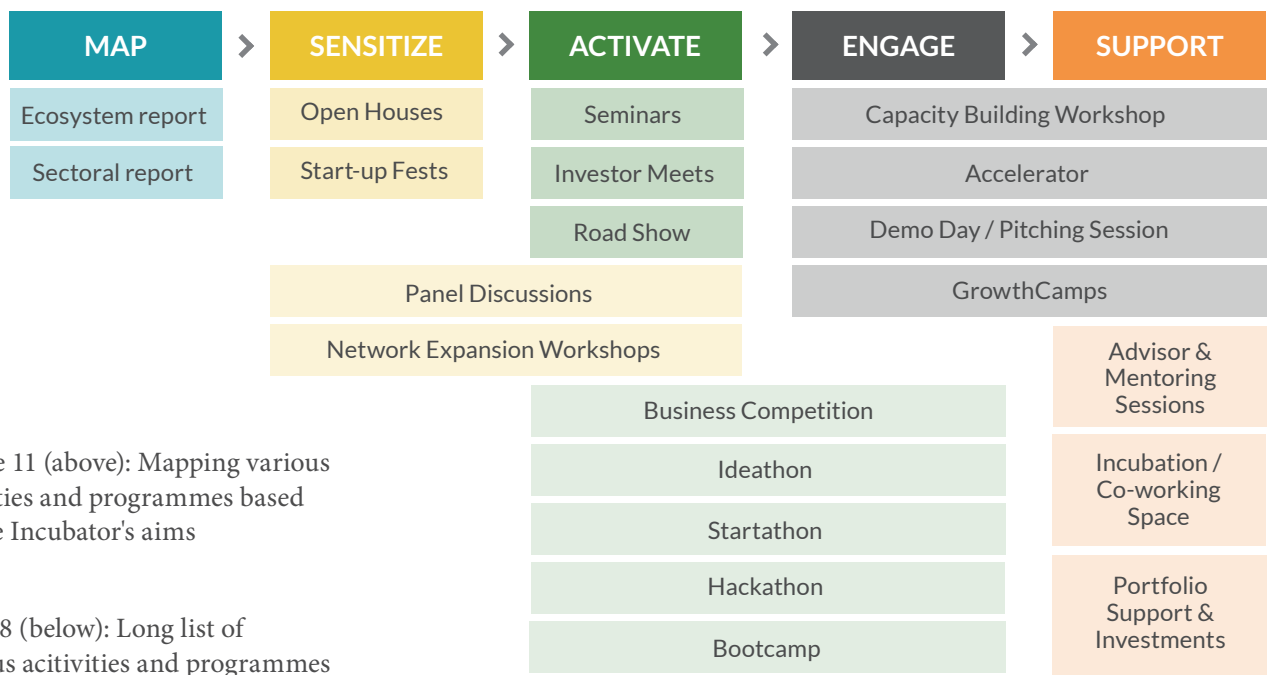 MAP
SENSITIZE
ACTIVATE
ENGAGE
SUPPORT
Ecosystem report
Sectoral report
Open Houses
Start-up Fests
Seminars
Investor Meets
Road Show
Panel Discussions
Network Expansion Workshops
Capacity Building Workshop
Accelerator
Demo Day / Pitching Session
GrowthCamps
Business Competition
Ideathon
Startathon
Hackathon
Bootcamp
Advisor &
Mentoring
Sessions
Incubation /
Co-working
Space
Portfolio
Support &
Investments
e 11 (above): Mapping various
ties and programmes based
e Incubator's aims
8 (below): Long list of
us acitivities and programmes